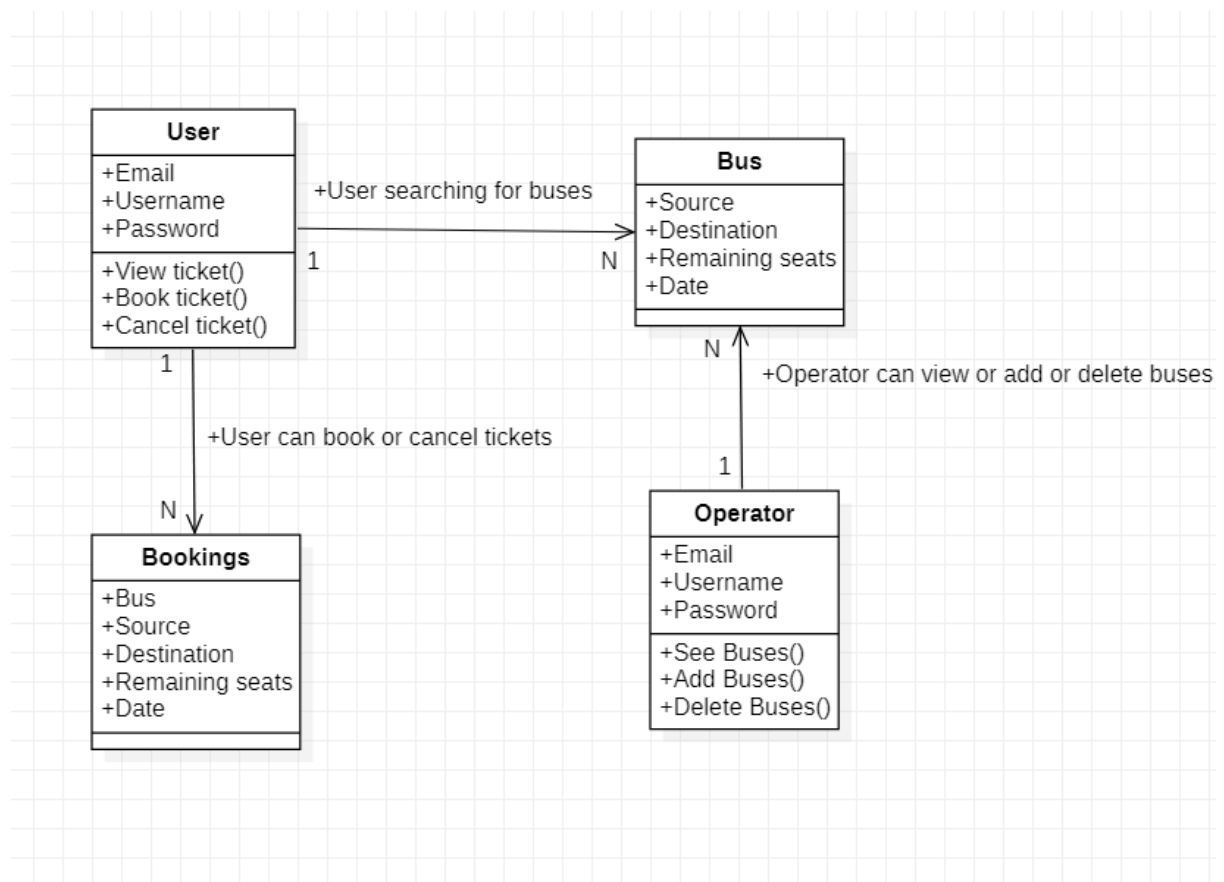 User
+Email
+Username
+Password
+View ticket()
+Book ticket()
+Cancel ticket()
+User searching for buses
1
N
Bus
+Source
+Destination
+Remaining seats
+Date
1
+User can book or cancel tickets
N
Bookings
+Bus
+Source
+Destination
+Remaining seats
+Date
N
+Operator can view or add or delete buses
1
Operator
+Email
+Username
+Password
+See Buses()
+Add Buses()
+Delete Buses()